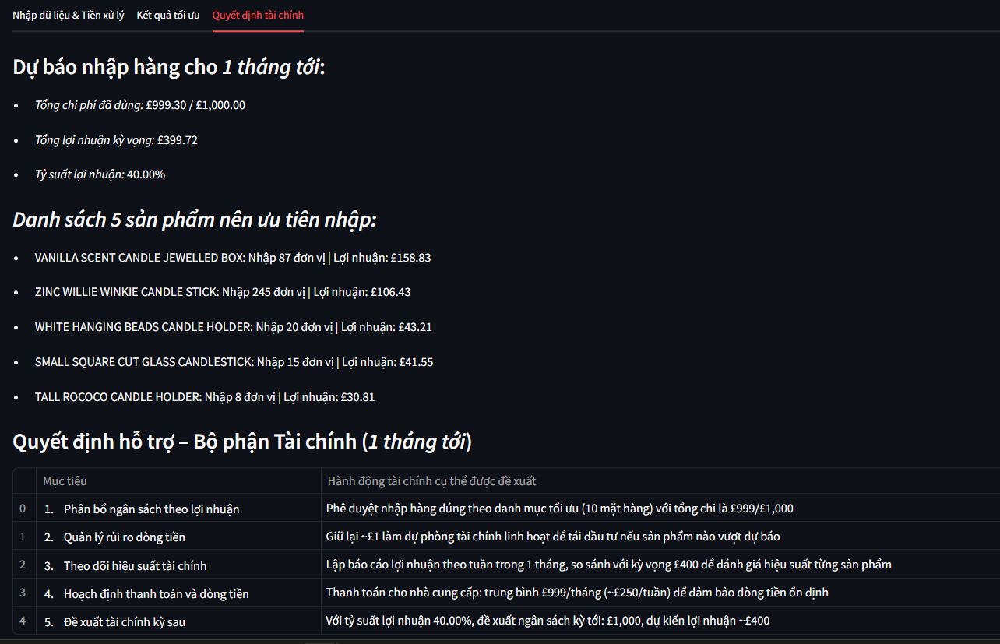 Nhập dữ liệu & Tiền xử lý Kết quả tối ưu Quyết định tài chính
Dự báo nhập hàng cho 1 tháng tới:
• Tổng chi phí đã dùng: £999.30 / £1,000.00
• Tổng lợi nhuận kỳ vọng: £399.72
• Tỷ suất lợi nhuận: 40.00%
Danh sách 5 sản phẩm nên ưu tiên nhập:
• VANILLA SCENT CANDLE JEWELLED BOX: Nhập 87 đơn vị | Lợi nhuận: £158.83
• ZINC WILLIE WINKIE CANDLE STICK: Nhập 245 đơn vị | Lợi nhuận: £106.43
• WHITE HANGING BEADS CANDLE HOLDER: Nhập 20 đơn vị | Lợi nhuận: £43.21
• SMALL SQUARE CUT GLASS CANDLESTICK: Nhập 15 đơn vị | Lợi nhuận: £41.55
• TALL ROCOCO CANDLE HOLDER: Nhập 8 đơn vị | Lợi nhuận: £30.81
Quyết định hỗ trợ – Bộ phận Tài chính (1 tháng tới)
Mục tiêu Hành động tài chính cụ thể được đề xuất
0 1. Phân bổ ngân sách theo lợi nhuận Phê duyệt nhập hàng đúng theo danh mục tối ưu (10 mặt hàng) với tổng chi là £999/£1,000
1 2. Quản lý rủi ro dòng tiền Giữ lại ~£1 làm dự phòng tài chính linh hoạt để tái đầu tư nếu sản phẩm nào vượt dự báo
2 3. Theo dõi hiệu suất tài chính Lập báo cáo lợi nhuận theo tuần trong 1 tháng, so sánh với kỳ vọng £400 để đánh giá hiệu suất từng sản phẩm
3 4. Hoạch định thanh toán và dòng tiền Thanh toán cho nhà cung cấp: trung bình £999/tháng (~£250/tuần) để đảm bảo dòng tiền ổn định
4 5. Đề xuất tài chính kỳ sau Với tỷ suất lợi nhuận 40.00%, đề xuất ngân sách kỳ tới: £1,000, dự kiến lợi nhuận ~£400